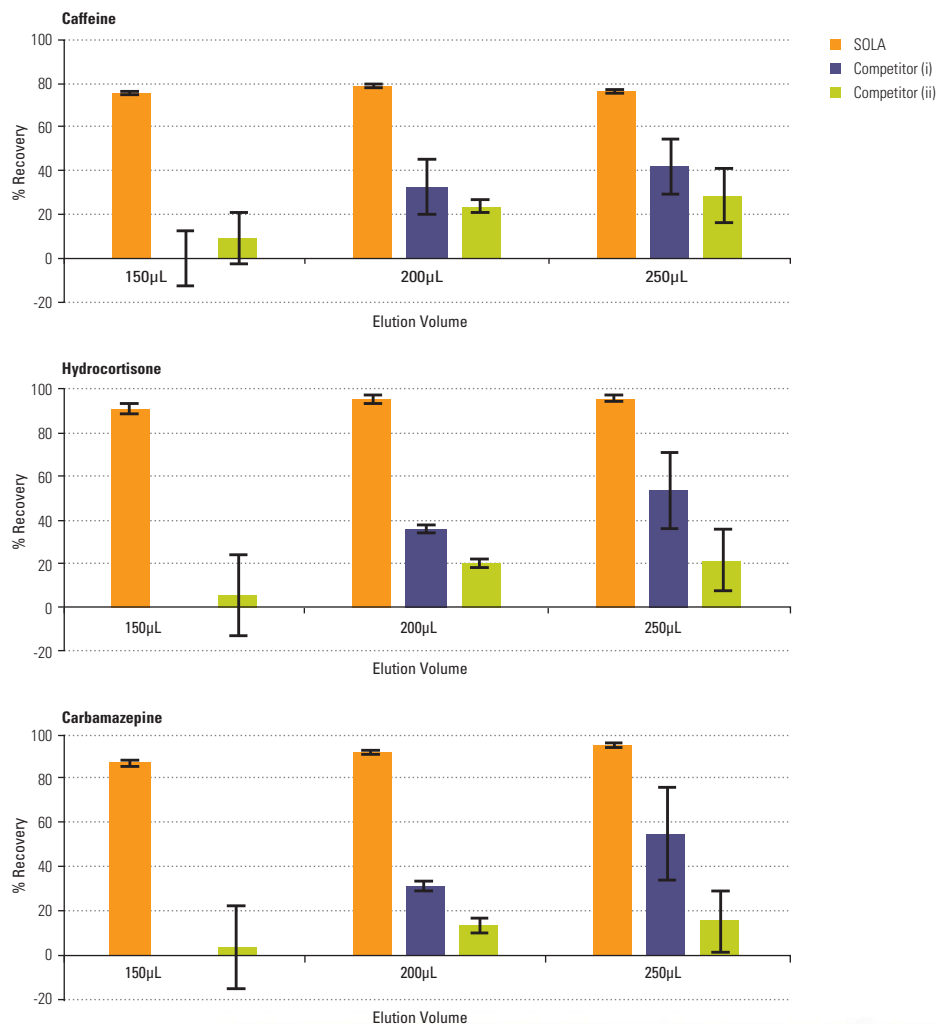 Caffeine
100
80
60
40
20
0
-20
% Recovery
150µL
200µL
250µL
Elution Volume
SOLA
Competitor (i)
Competitor (ii)
Hydrocortisone
100
80
60
40
20
0
-20
% Recovery
150µL
200µL
250µL
Elution Volume
Carbamazepine
100
80
60
40
20
0
-20
% Recovery
150µL
200µL
250µL
Elution Volume